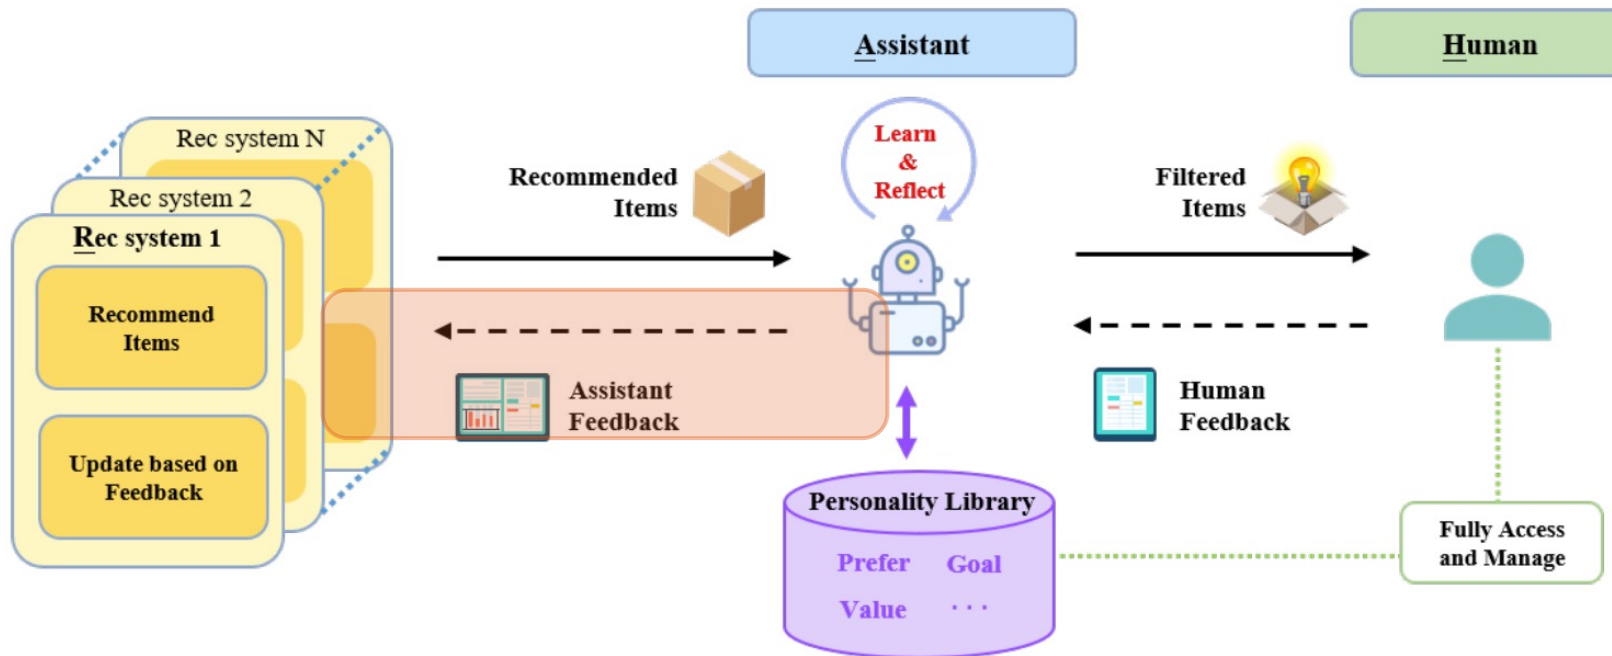 Assistant
Human
Rec system N
Rec system 2
Rec system 1
Recommend
Items
Update based on
Feedback
Recommended
Items
Learn
&
Reflect
Filtered
Items
Assistant
Feedback
Human
Feedback
Personality Library
Prefer Goal
Value ...
Fully Access
and Manage